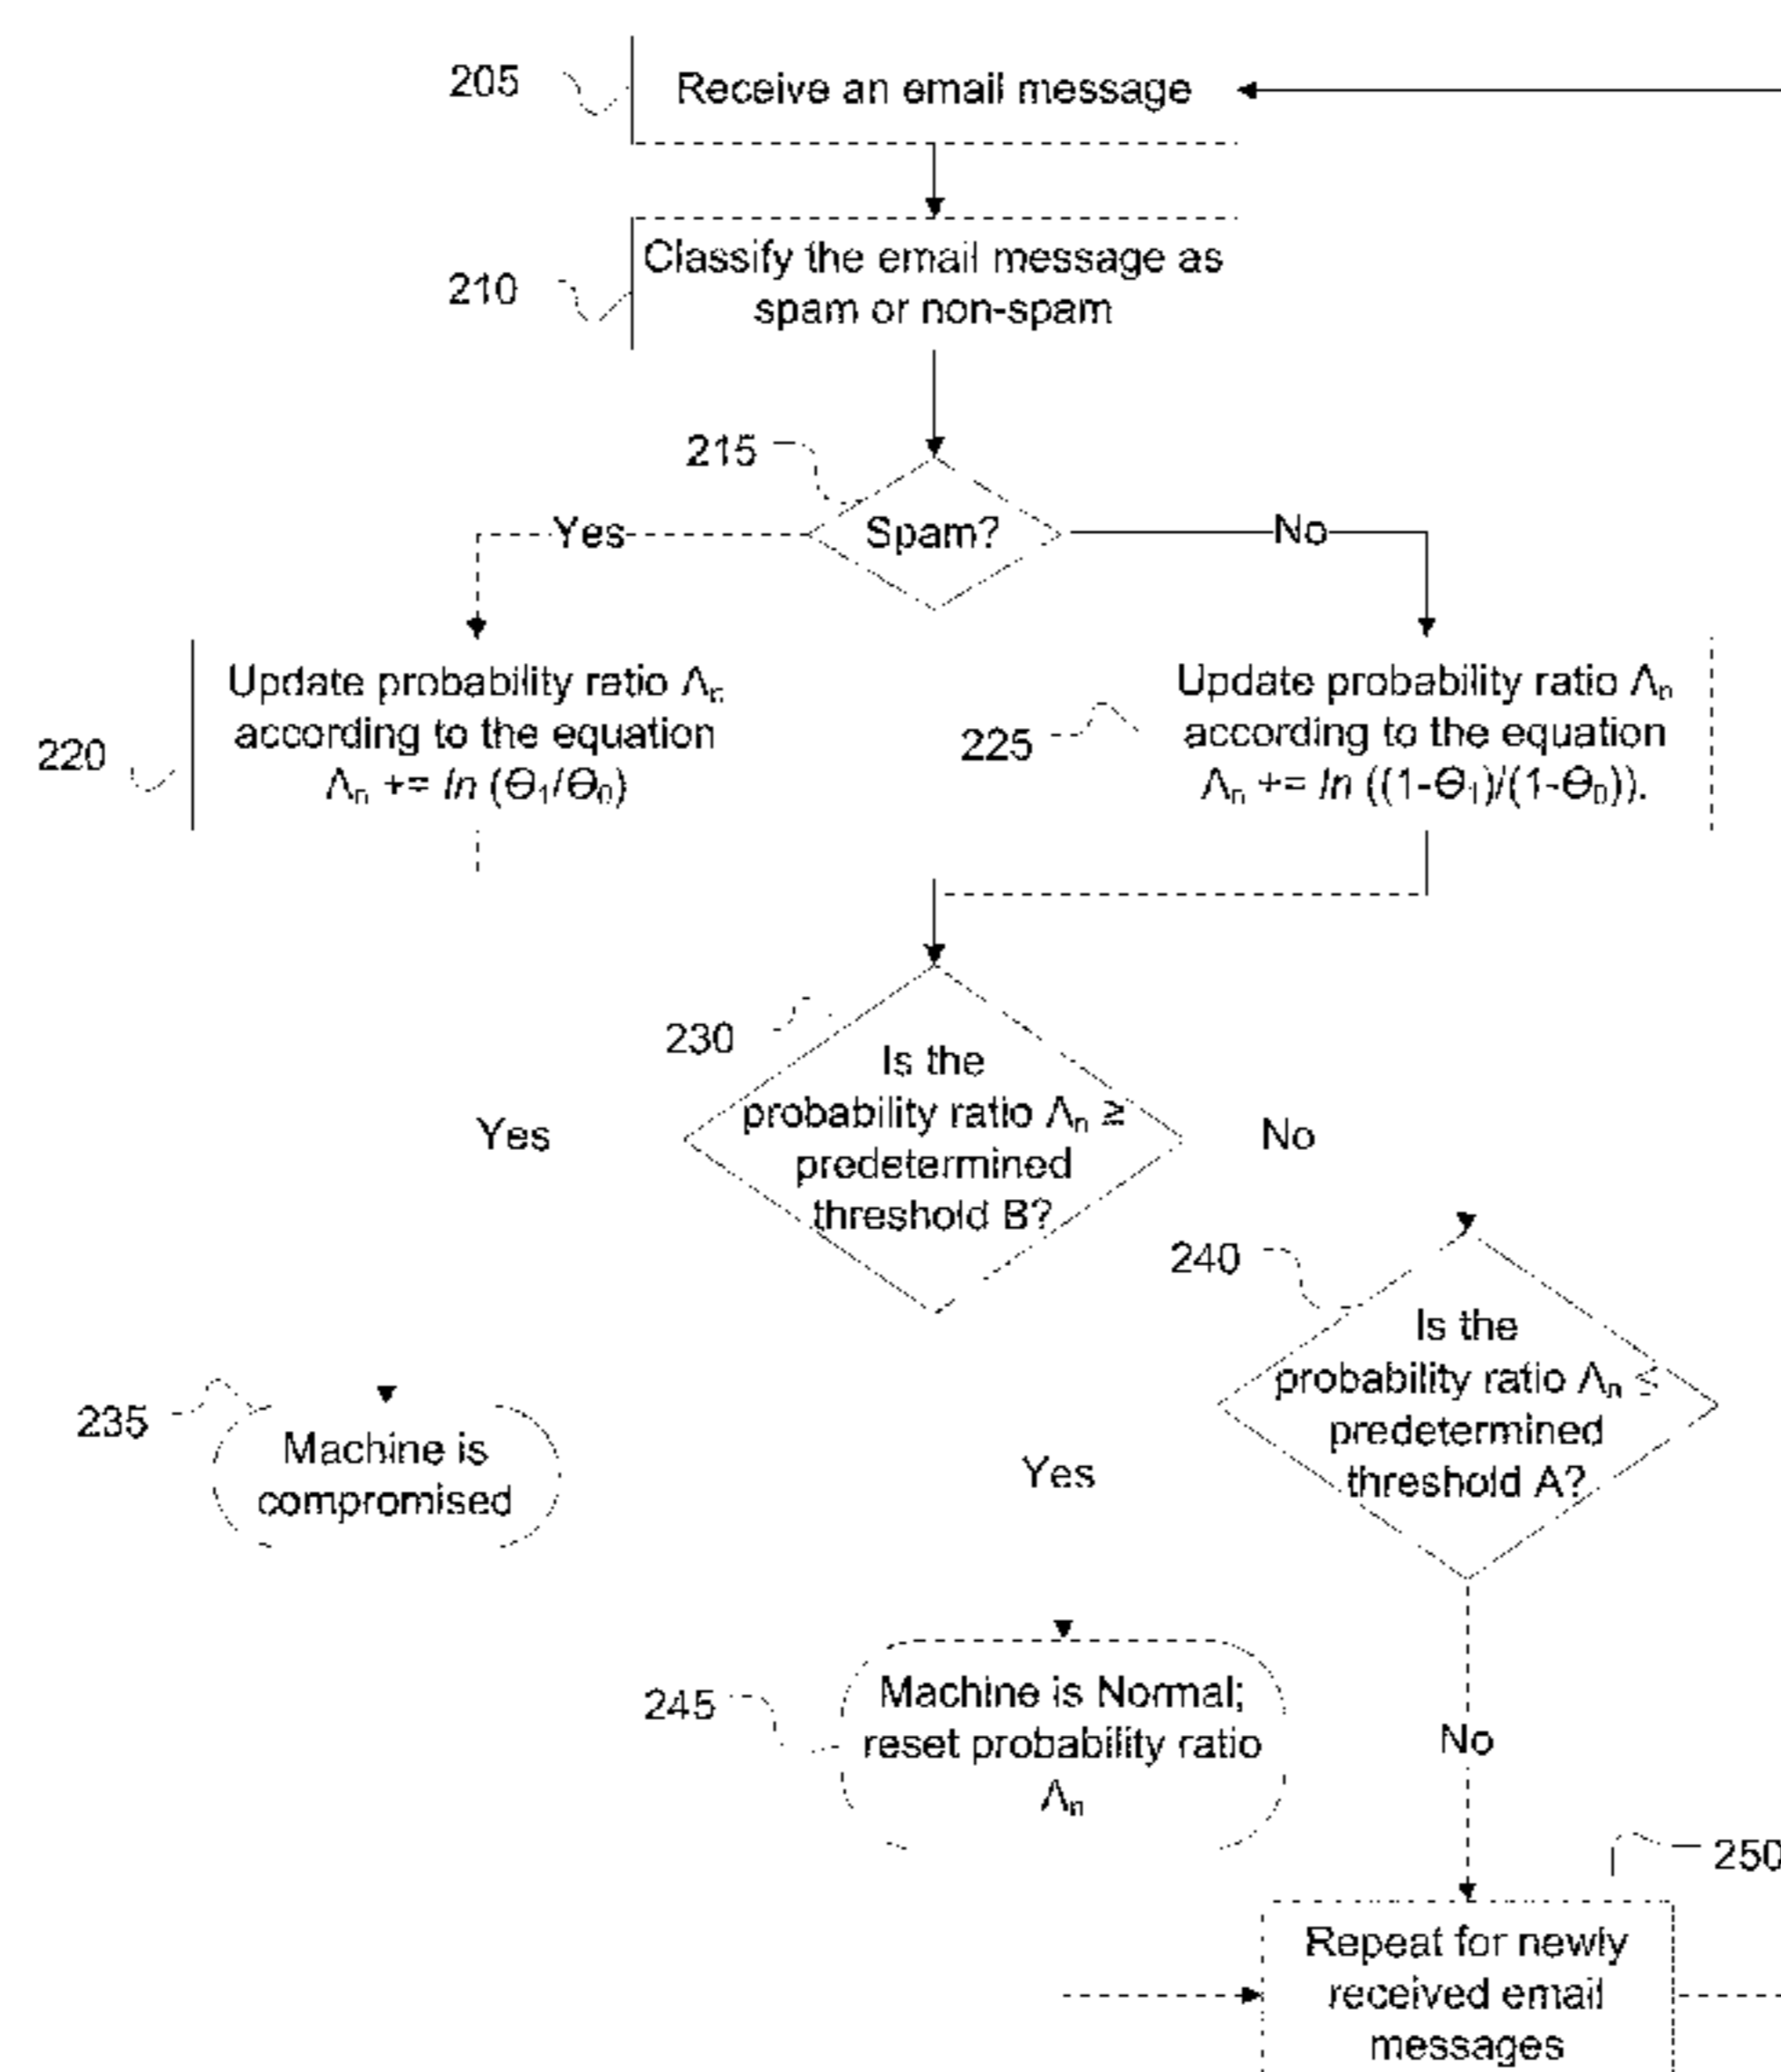 205
Receive an email message
210
Classify the email message as
spam or non-spam
215
Spam?
Yes
No
220
Update probability ratio Λn
according to the equation
Λn += ln (Θ1/Θ0)
225
Update probability ratio Λn
according to the equation
Λn += ln ((1-Θ1)/(1-Θ0)).
230
Is the
probability ratio Λn ≥
predetermined
threshold B?
Yes
No
235
Machine is
compromised
240
Is the
probability ratio Λn ≤
predetermined
threshold A?
Yes
245
Machine is Normal;
reset probability ratio
Λn
No
250
Repeat for newly
received email
messages